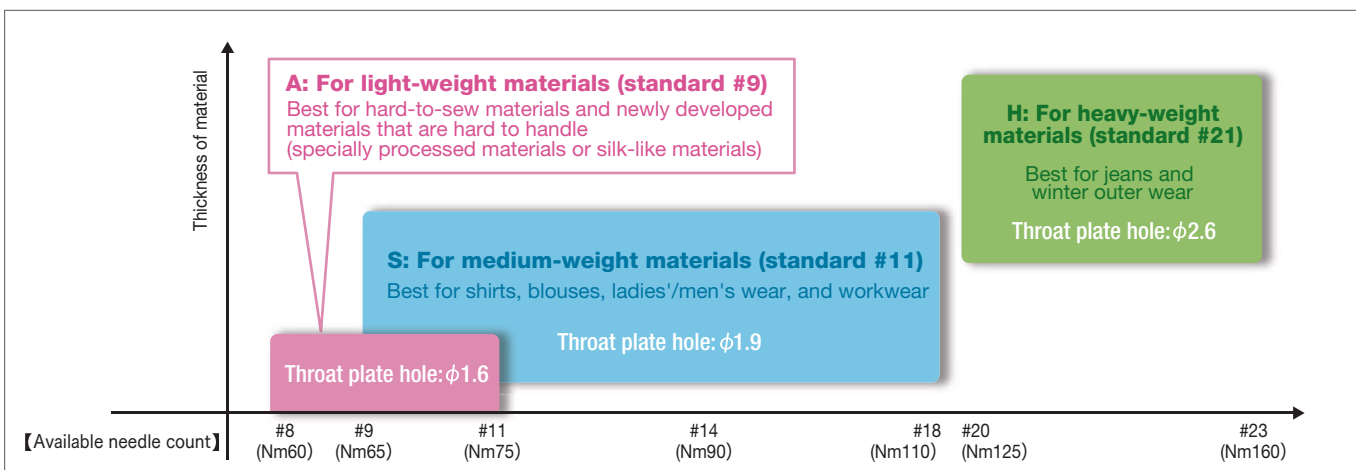 Thickness of material
A: For light-weight materials (standard #9)
Best for hard-to-sew materials and newly developed
materials that are hard to handle
(specially processed materials or silk-like materials)
H: For heavy-weight
materials (standard #21)
Best for jeans and
winter outer wear
Throat plate hole: φ2.6
S: For medium-weight materials (standard #11)
Best for shirts, blouses, ladies'/men's wear, and workwear
Throat plate hole: φ1.9
Throat plate hole: φ1.6
【Available needle count】
#8 #9 #11 #14 #18 #20 #23
(Nm60) (Nm65) (Nm75) (Nm90) (Nm110) (Nm125) (Nm160)